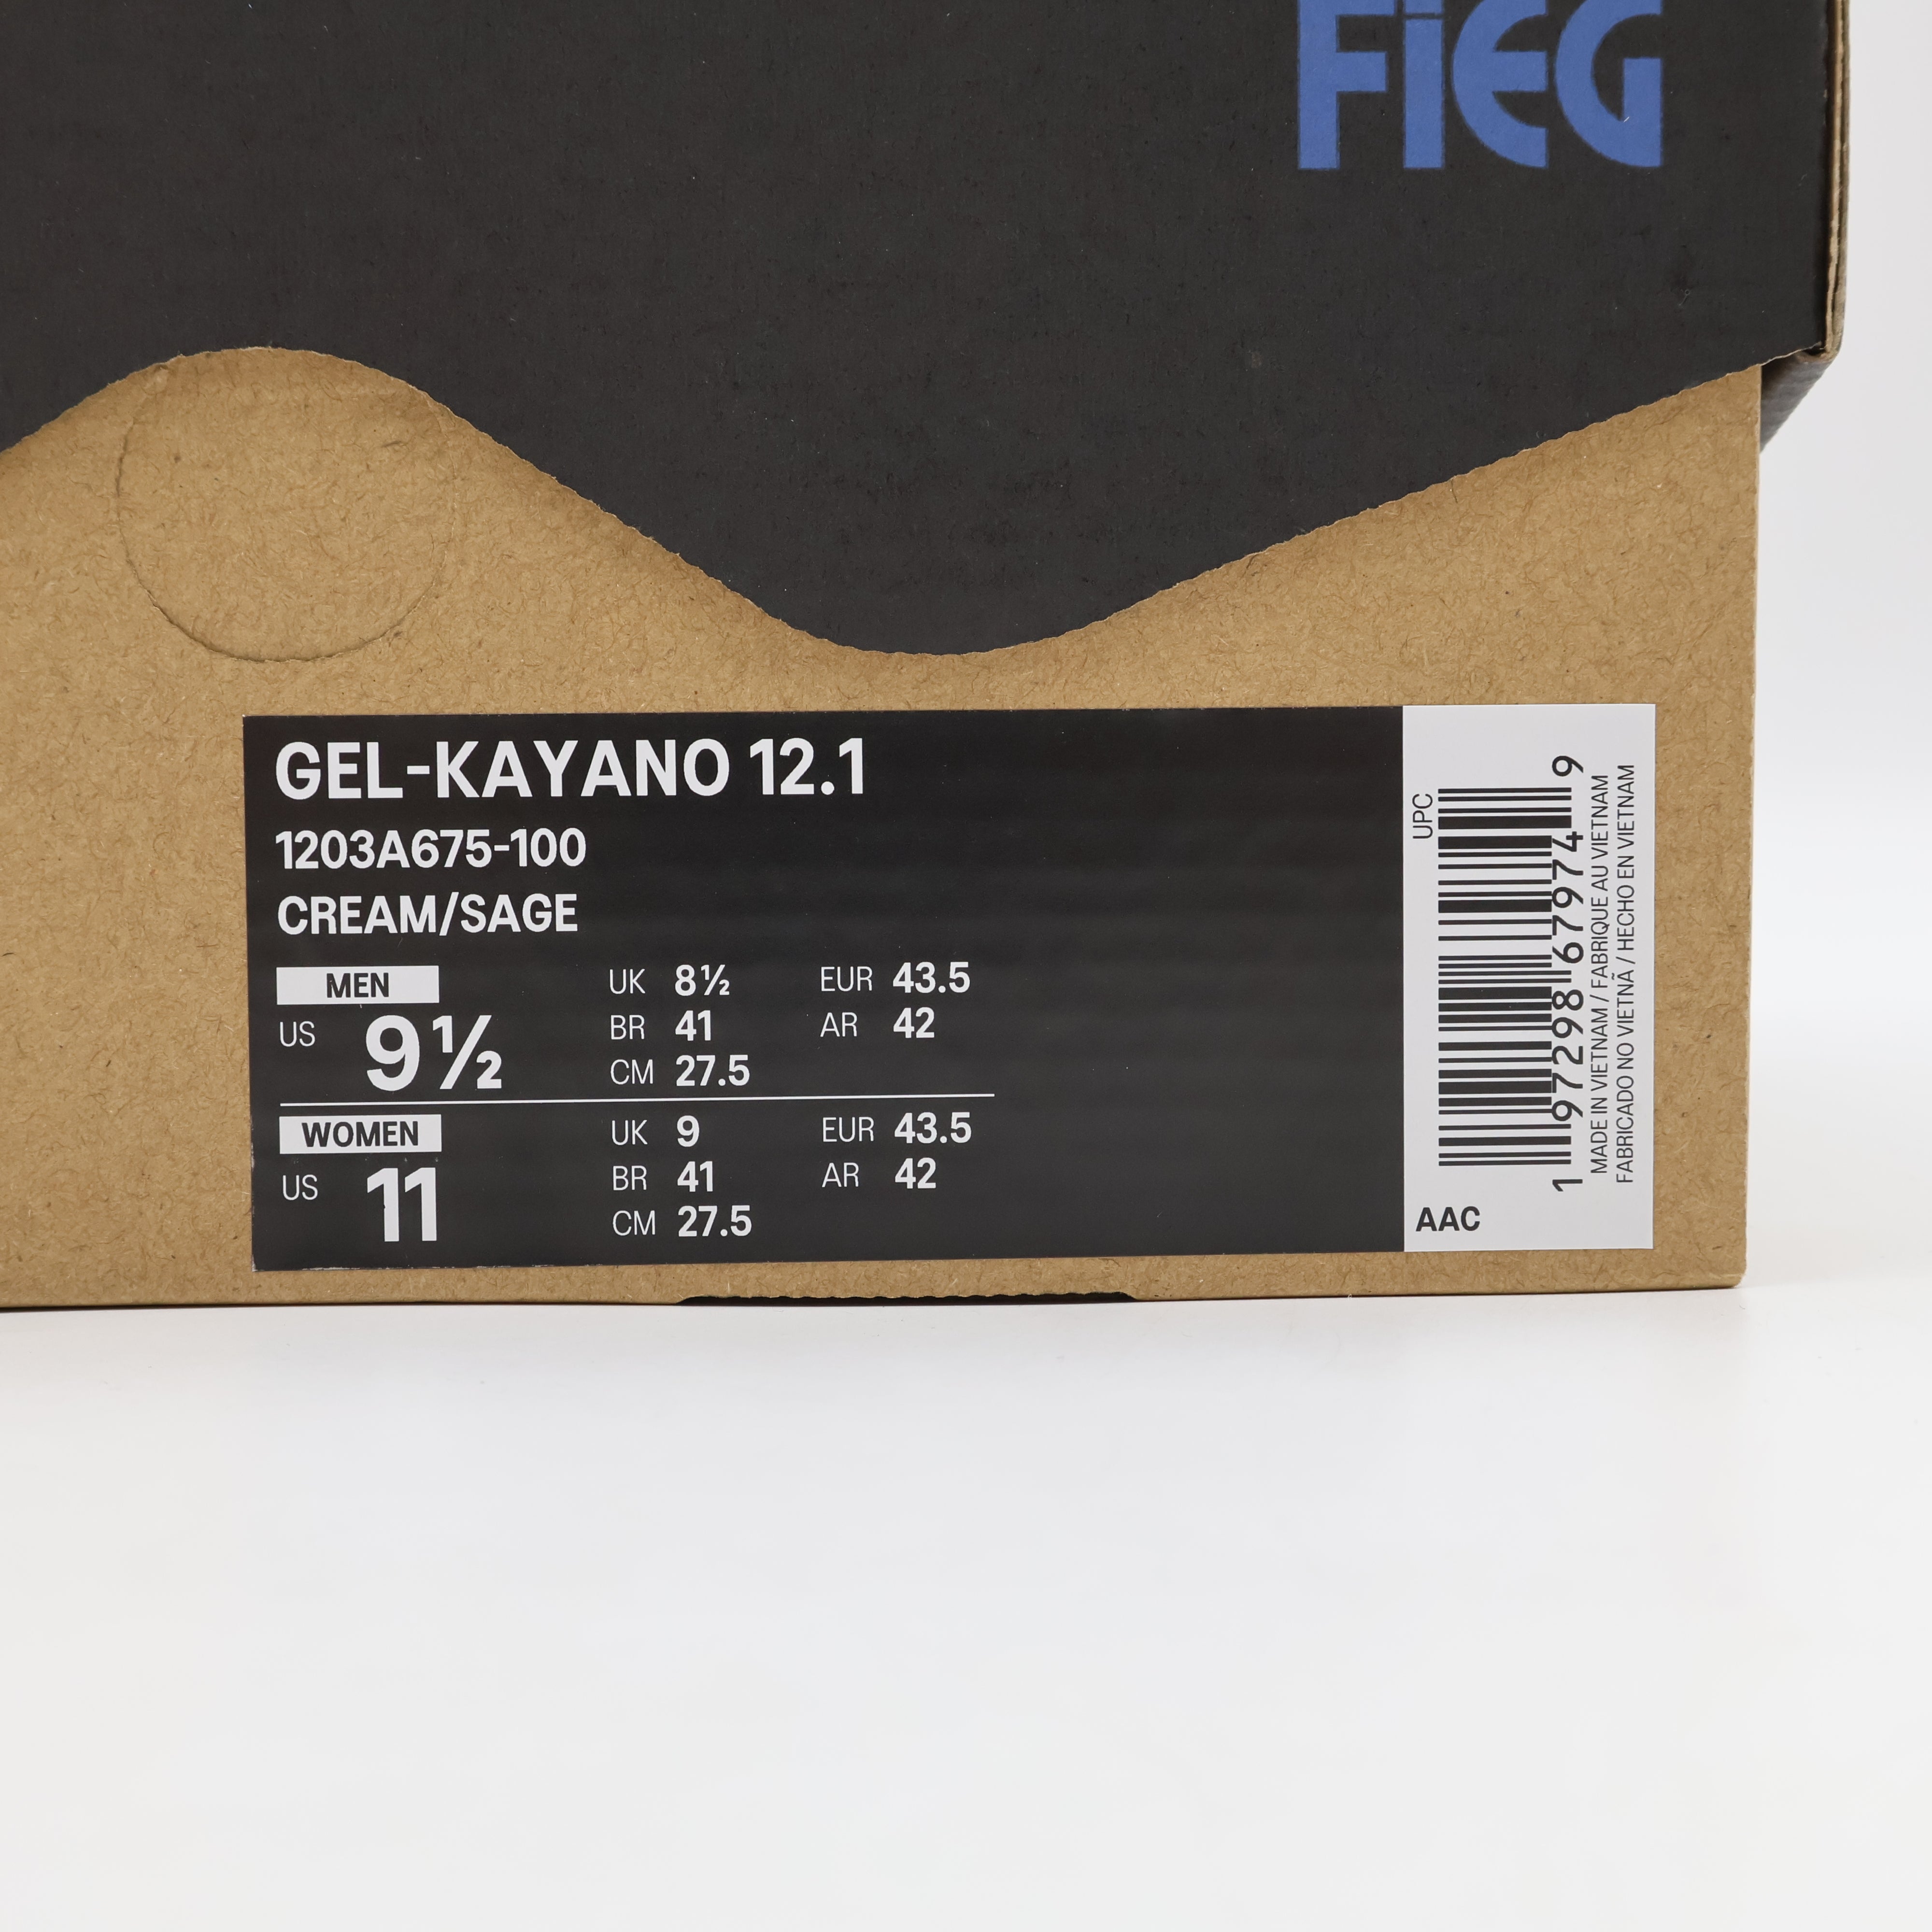 FiEG
GEL-KAYANO 12.1
1203A675-100
CREAM/SAGE
MEN
US 9½
UK 8½ EUR 43.5
BR 41 AR 42
CM 27.5
WOMEN
US 11
UK 9 EUR 43.5
BR 41 AR 42
CM 27.5
UPC
1 97298 67974 9
MADE IN VIETNAM / FABRIQUE AU VIETNAM
FABRICADO NO VIETNÃ / HECHO EN VIETNAM
AAC